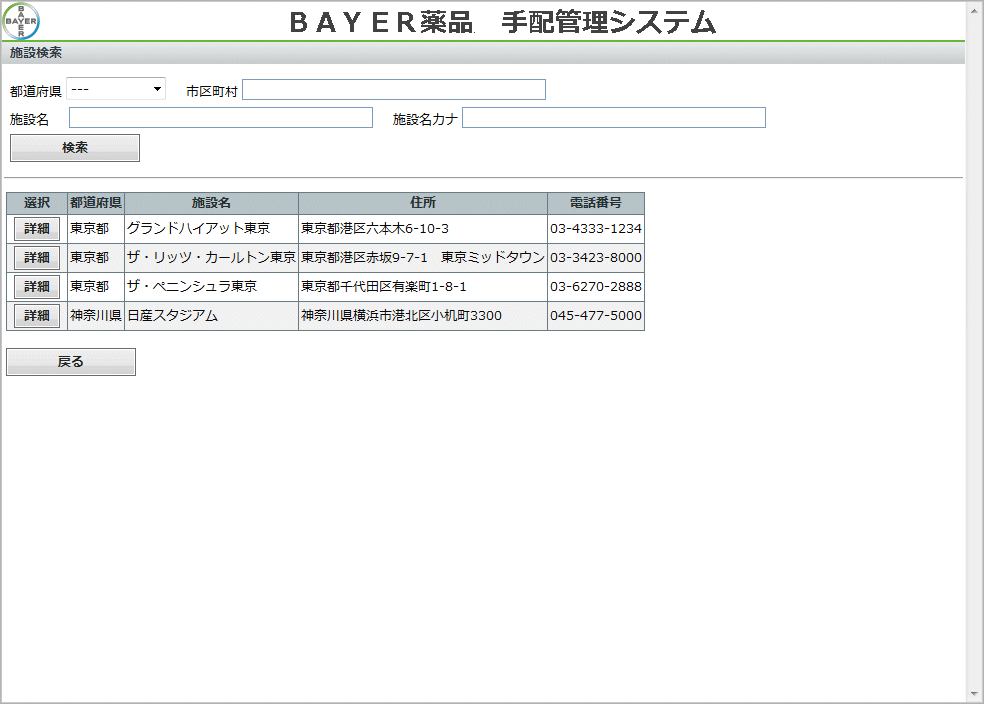 BAYER
BAYER
ＢＡＹＥＲ薬品　手配管理システム
施設検索
都道府県 --- 市区町村
施設名 施設名カナ
検索
選択 都道府県 施設名 住所 電話番号
詳細 東京都 グランドハイアット東京 東京都港区六本木6-10-3 03-4333-1234
詳細 東京都 ザ・リッツ・カールトン東京 東京都港区赤坂9-7-1　東京ミッドタウン 03-3423-8000
詳細 東京都 ザ・ペニンシュラ東京 東京都千代田区有楽町1-8-1 03-6270-2888
詳細 神奈川県 日産スタジアム 神奈川県横浜市港北区小机町3300 045-477-5000
戻る